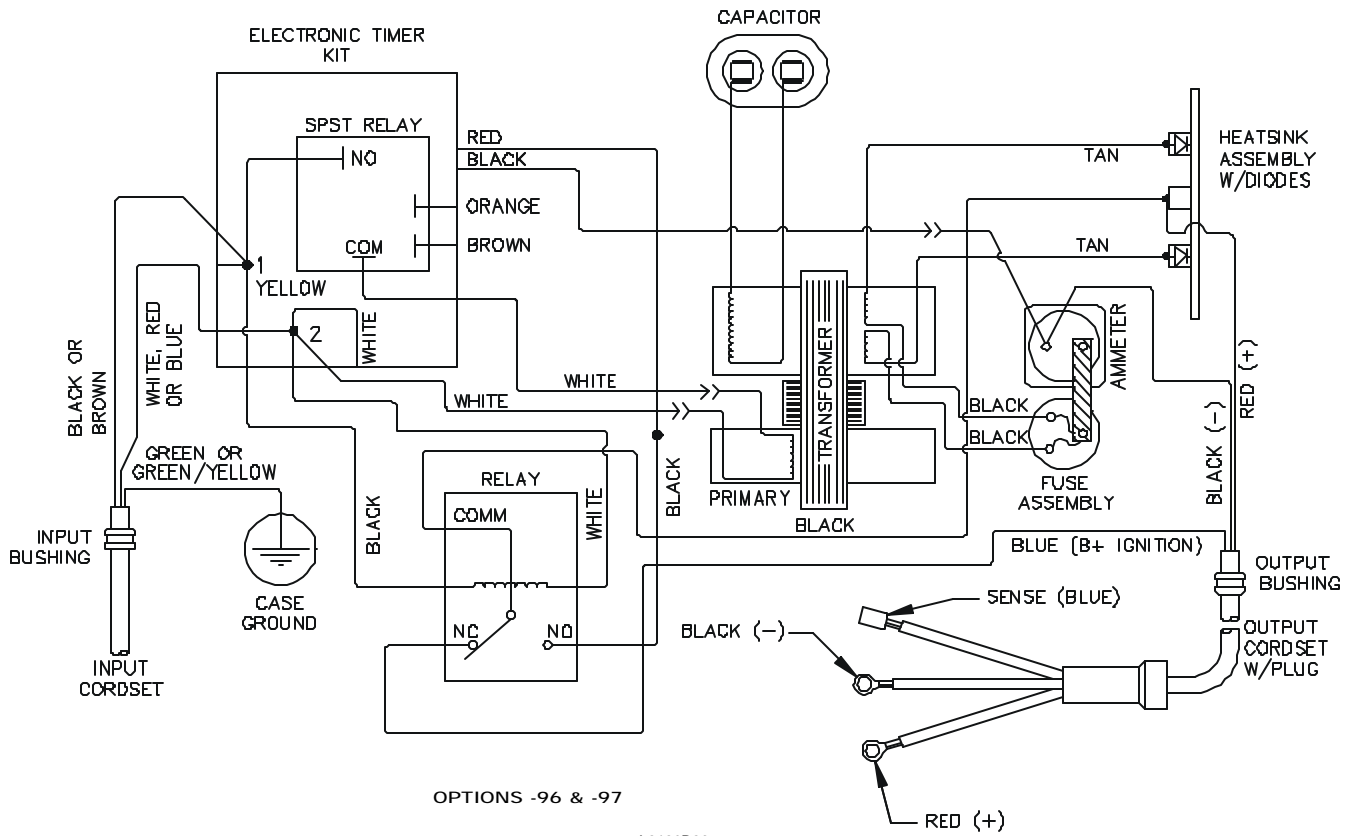 CAPACITOR
ELECTRONIC TIMER
KIT
SPST RELAY
NO
RED
BLACK
ORANGE
BROWN
COM
1
YELLOW
2
WHITE
TAN
TAN
HEATSINK
ASSEMBLY
W/DIODES
BLACK OR
BROWN
WHITE, RED
OR BLUE
GREEN OR
GREEN/YELLOW
WHITE
WHITE
TRANSFORMER
AMMETER
RED (+)
BLACK (-)
BLACK
BLACK
FUSE
ASSEMBLY
PRIMARY
BLACK
BLACK
RELAY
COMM
WHITE
BLACK
NC
NO
INPUT
BUSHING
CASE
GROUND
INPUT
CORDSET
BLUE (B+ IGNITION)
OUTPUT
BUSHING
SENSE (BLUE)
BLACK (-)
OUTPUT
CORDSET
W/PLUG
RED (+)
OPTIONS -96 & -97